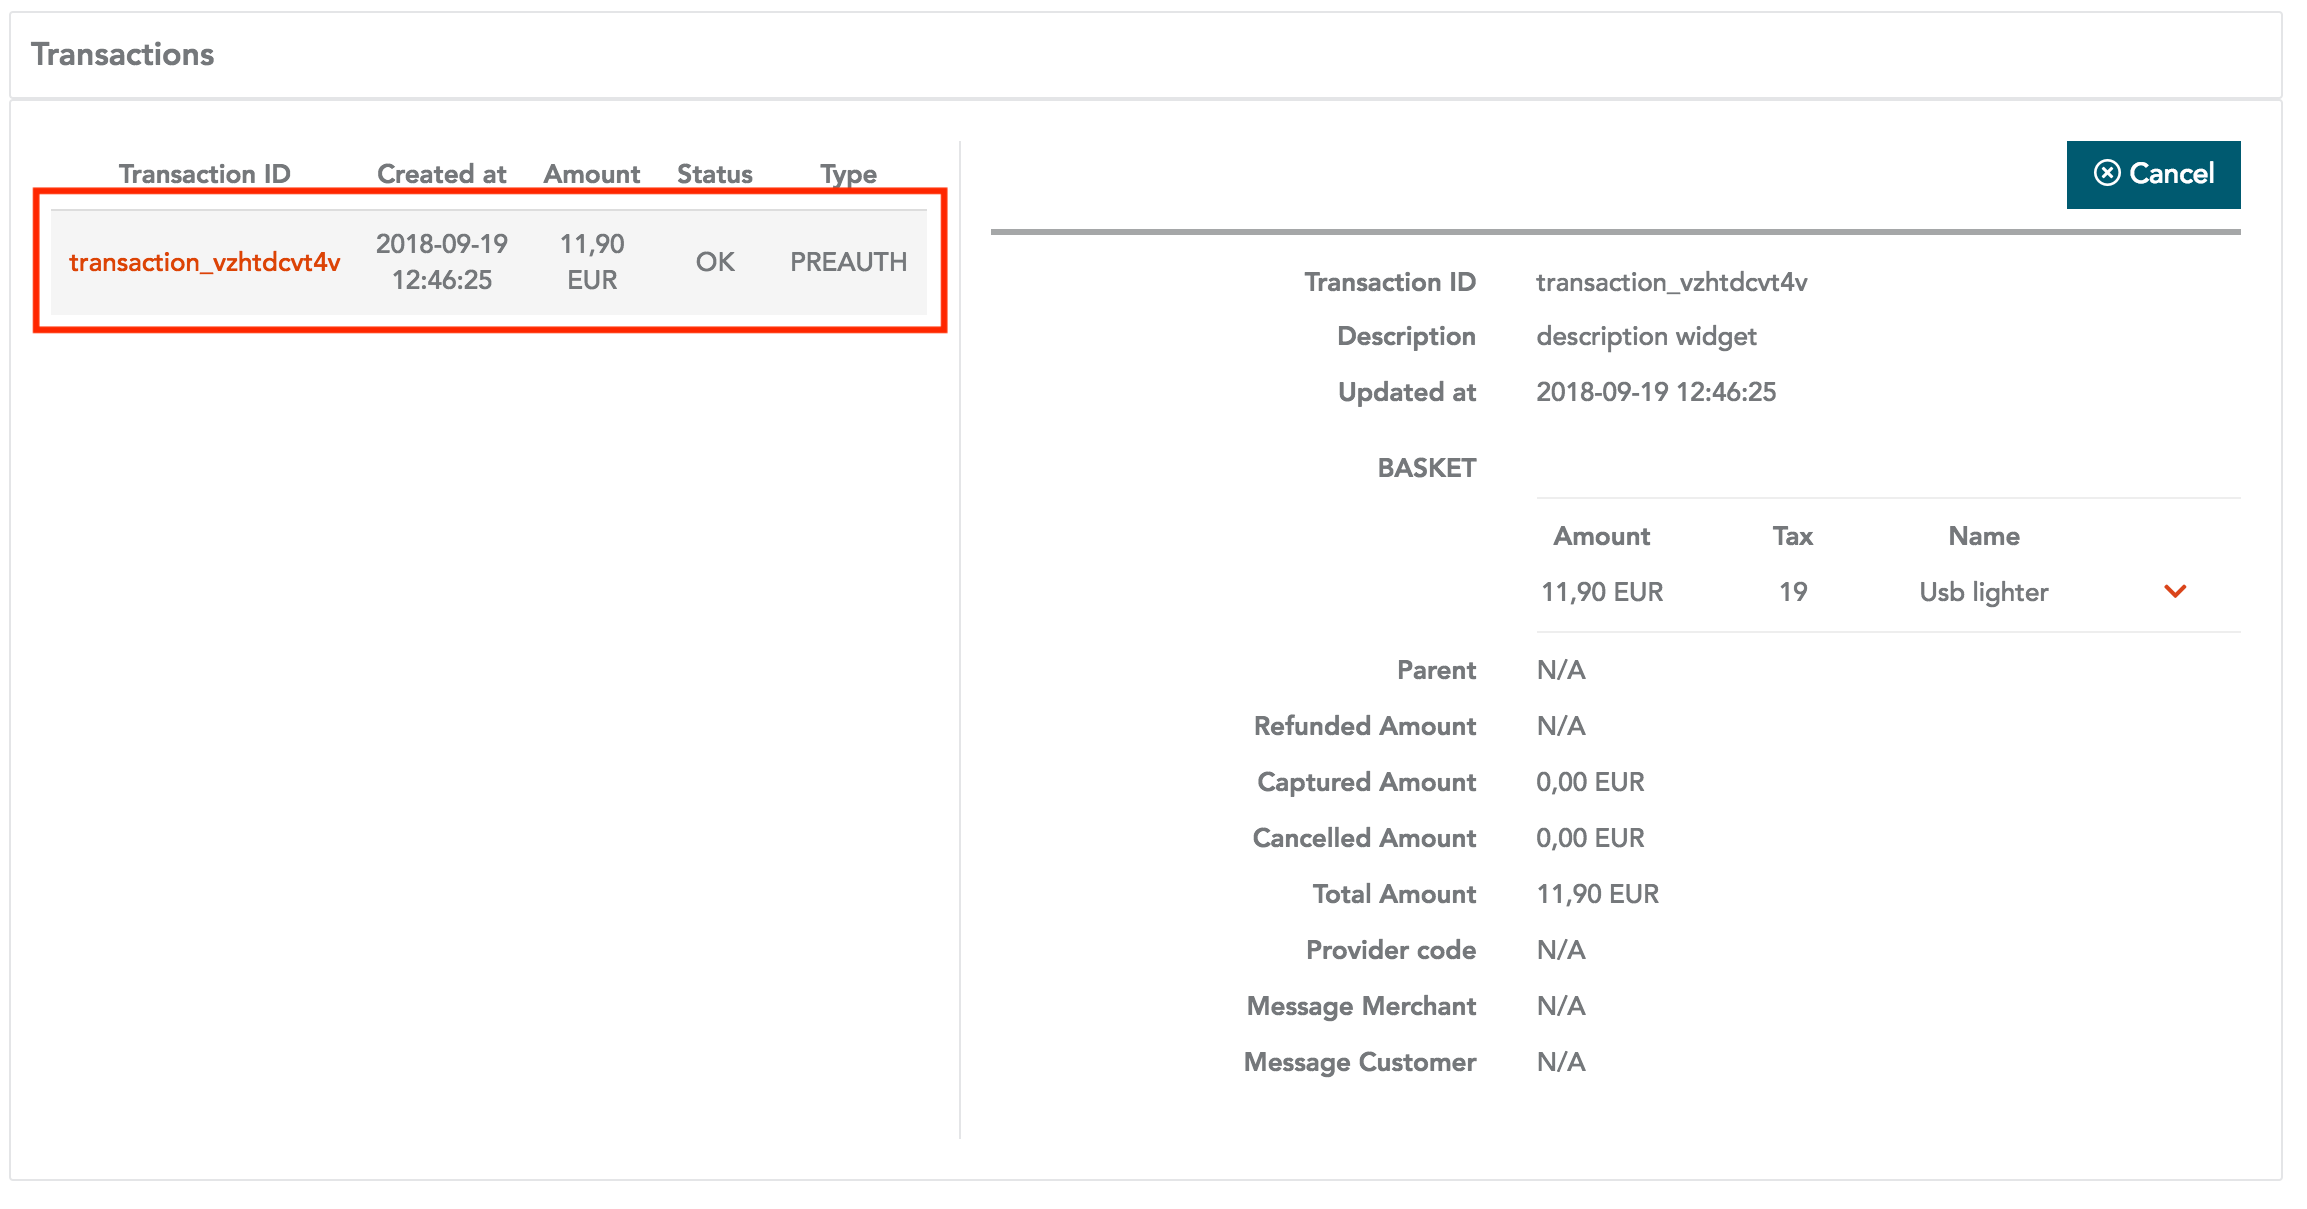 Transactions
Transaction ID Created at Amount Status Type
transaction_vzhtdcvt4v 2018-09-19 12:46:25 11,90 EUR OK PREAUTH
Cancel
Transaction ID transaction_vzhtdcvt4v
Description description widget
Updated at 2018-09-19 12:46:25
BASKET
Amount Tax Name
11,90 EUR 19 Usb lighter
Parent N/A
Refunded Amount N/A
Captured Amount 0,00 EUR
Cancelled Amount 0,00 EUR
Total Amount 11,90 EUR
Provider code N/A
Message Merchant N/A
Message Customer N/A